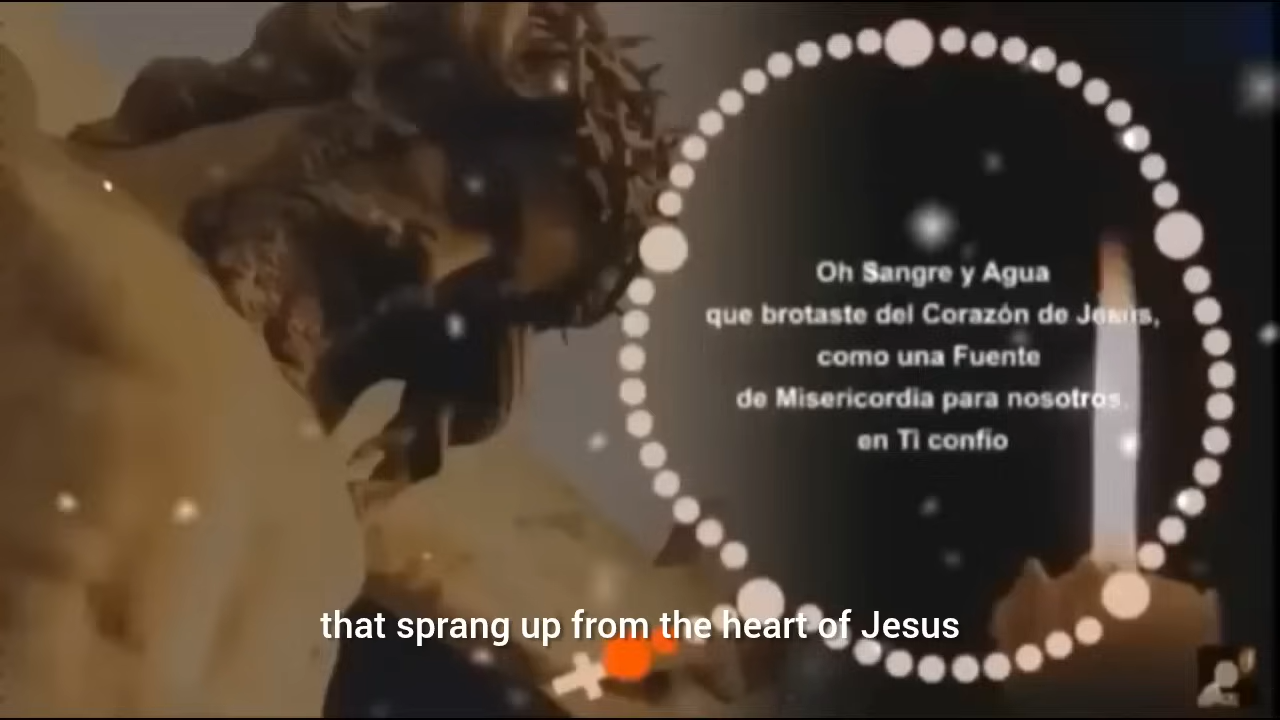 Oh Sangre y Agua
que brotaste del Corazón de Jesus,
como una Fuente
de Misericordia para nosotros,
en Ti confio
that sprang up from the heart of Jesus